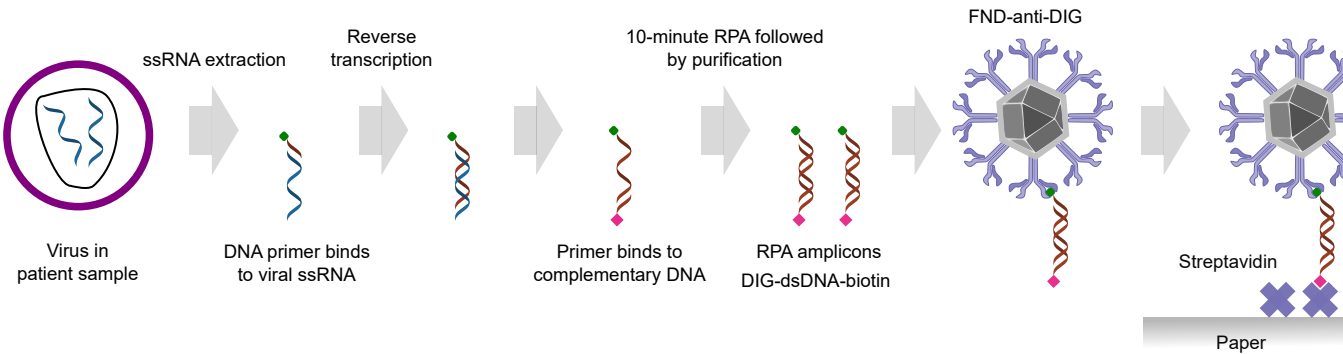 FND-anti-DIG
ssRNA extraction
Reverse
transcription
10-minute RPA followed
by purification
Virus in
patient sample
DNA primer binds
to viral ssRNA
Primer binds to
complementary DNA
RPA amplicons
DIG-dsDNA-biotin
Streptavidin
Paper